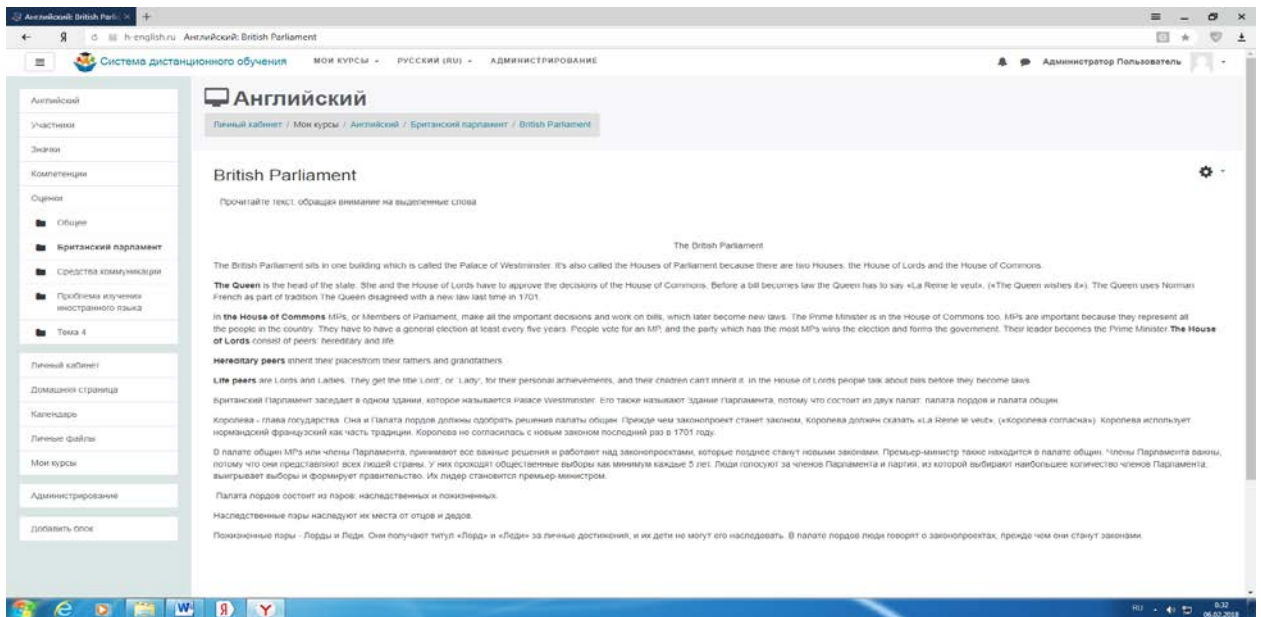 Английский: British Parli
h-english.ru Английский: British Parliament
Система дистанционного обучения МОИ КУРСЫ РУССКИЙ (RU) АДМИНИСТРИРОВАНИЕ Администратор Пользователь
Английский
Участники
Значки
Компетенции
Оценки
Общее
Британский парламент
Средства коммуникации
Проблема изучения
иностранного языка
Тема 4
Личный кабинет
Домашняя страница
Календарь
Личные файлы
Мои курсы
Администрирование
Добавить блок
Английский
Личный кабинет / Мои курсы / Английский / Британский парламент / British Parliament
British Parliament
Прочитайте текст, обращая внимание на выделенные слова
The British Parliament
The British Parliament sits in one building which is called the Palace of Westminster. It's also called the Houses of Parliament because there are two Houses: the House of Lords and the House of Commons.
The Queen is the head of the state. She and the House of Lords have to approve the decisions of the House of Commons. Before a bill becomes law the Queen has to say «La Reine le veut», («The Queen wishes it»). The Queen uses Norman
French as part of tradition.The Queen disagreed with a new law last time in 1701.
In the House of Commons MPs, or Members of Parliament, make all the important decisions and work on bills, which later become new laws. The Prime Minister is in the House of Commons too. MPs are important because they represent all
the people in the country. They have to have a general election at least every five years. People vote for an MP, and the party which has the most MPs wins the election and forms the government. Their leader becomes the Prime Minister.The House
of Lords consist of peers: hereditary and life.
Hereditary peers inherit their placesfrom their fathers and grandfathers.
Life peers are Lords and Ladies. They get the title 'Lord', or 'Lady', for their personal achievements, and their children can't inherit it. In the House of Lords people talk about bills before they become laws.
Британский Парламент заседает в одном здании, которое называется Palace Westminster. Его также называют Здание Парламента, потому что состоит из двух палат: палата лордов и палата общин.
Королева - глава государства. Она и Палата лордов должны одобрять решения палаты общин. Прежде чем законопроект станет законом, Королева должен сказать «La Reine le veut», («Королева согласна»). Королева использует
нормандский французский как часть традиции. Королева не согласилась с новым законом последний раз в 1701 году.
В палате общин MPs или члены Парламента, принимают все важные решения и работают над законопроектами, которые позднее станут новыми законами. Премьер-министр также находится в палате общин. Члены Парламента важны,
потому что они представляют всех людей страны. У них проходят общественные выборы как минимум каждые 5 лет. Люди голосуют за членов Парламента и партия, из которой выбирают наибольшее количество членов Парламента,
выигрывает выборы и формирует правительство. Их лидер становится премьер-министром.
Палата лордов состоит из пэров: наследственных и пожизненных.
Наследственные пэры наследуют их места от отцов и дедов.
Пожизненные пэры - Лорды и Леди. Они получают титул «Лорд» и «Леди» за личные достижения, и их дети не могут его наследовать. В палате лордов люди говорят о законопроектах, прежде чем они станут законами.
RU 0:32
06.02.2018